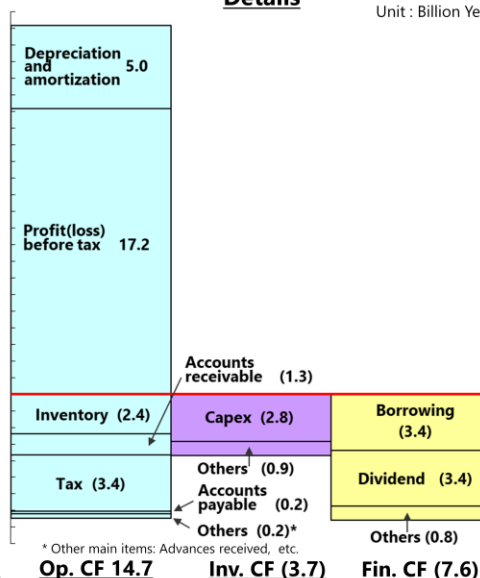 Details
Unit : Billion Ye
Depreciation
and 5.0
amortization
Profit(loss)
before tax 17.2
Accounts
receivable (1.3)
Inventory (2.4)
Capex (2.8)
Borrowing
(3.4)
Others (0.9)
Tax (3.4)
Accounts
payable (0.2)
Dividend (3.4)
Others (0.2)*
Others (0.8)
* Other main items: Advances received, etc.
Op. CF 14.7 Inv. CF (3.7) Fin. CF (7.6)